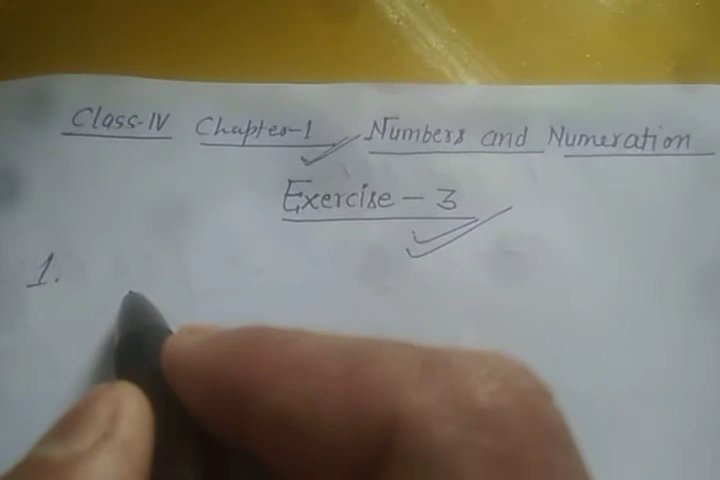 Class-IV Chapter-1 Numbers and Numeration
Exercise - 3
1.